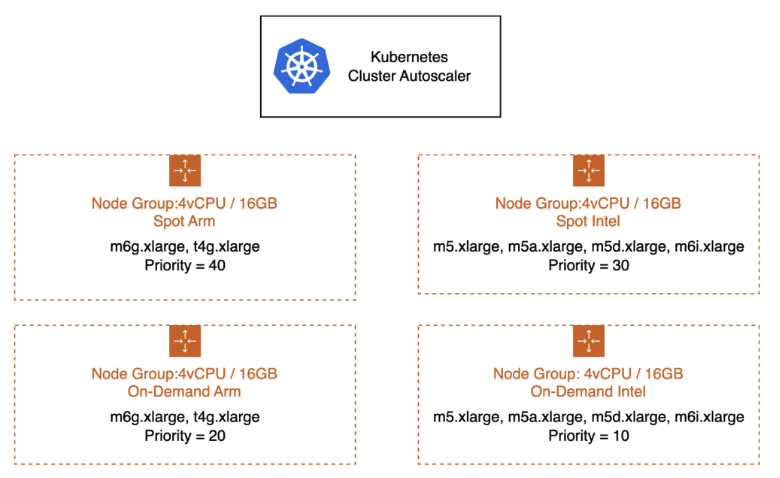 Kubernetes
Cluster Autoscaler
Node Group:4vCPU / 16GB
Spot Arm
m6g.xlarge, t4g.xlarge
Priority = 40
Node Group:4vCPU / 16GB
Spot Intel
m5.xlarge, m5a.xlarge, m5d.xlarge, m6i.xlarge
Priority = 30
Node Group:4vCPU / 16GB
On-Demand Arm
m6g.xlarge, t4g.xlarge
Priority = 20
Node Group: 4vCPU / 16GB
On-Demand Intel
m5.xlarge, m5a.xlarge, m5d.xlarge, m6i.xlarge
Priority = 10